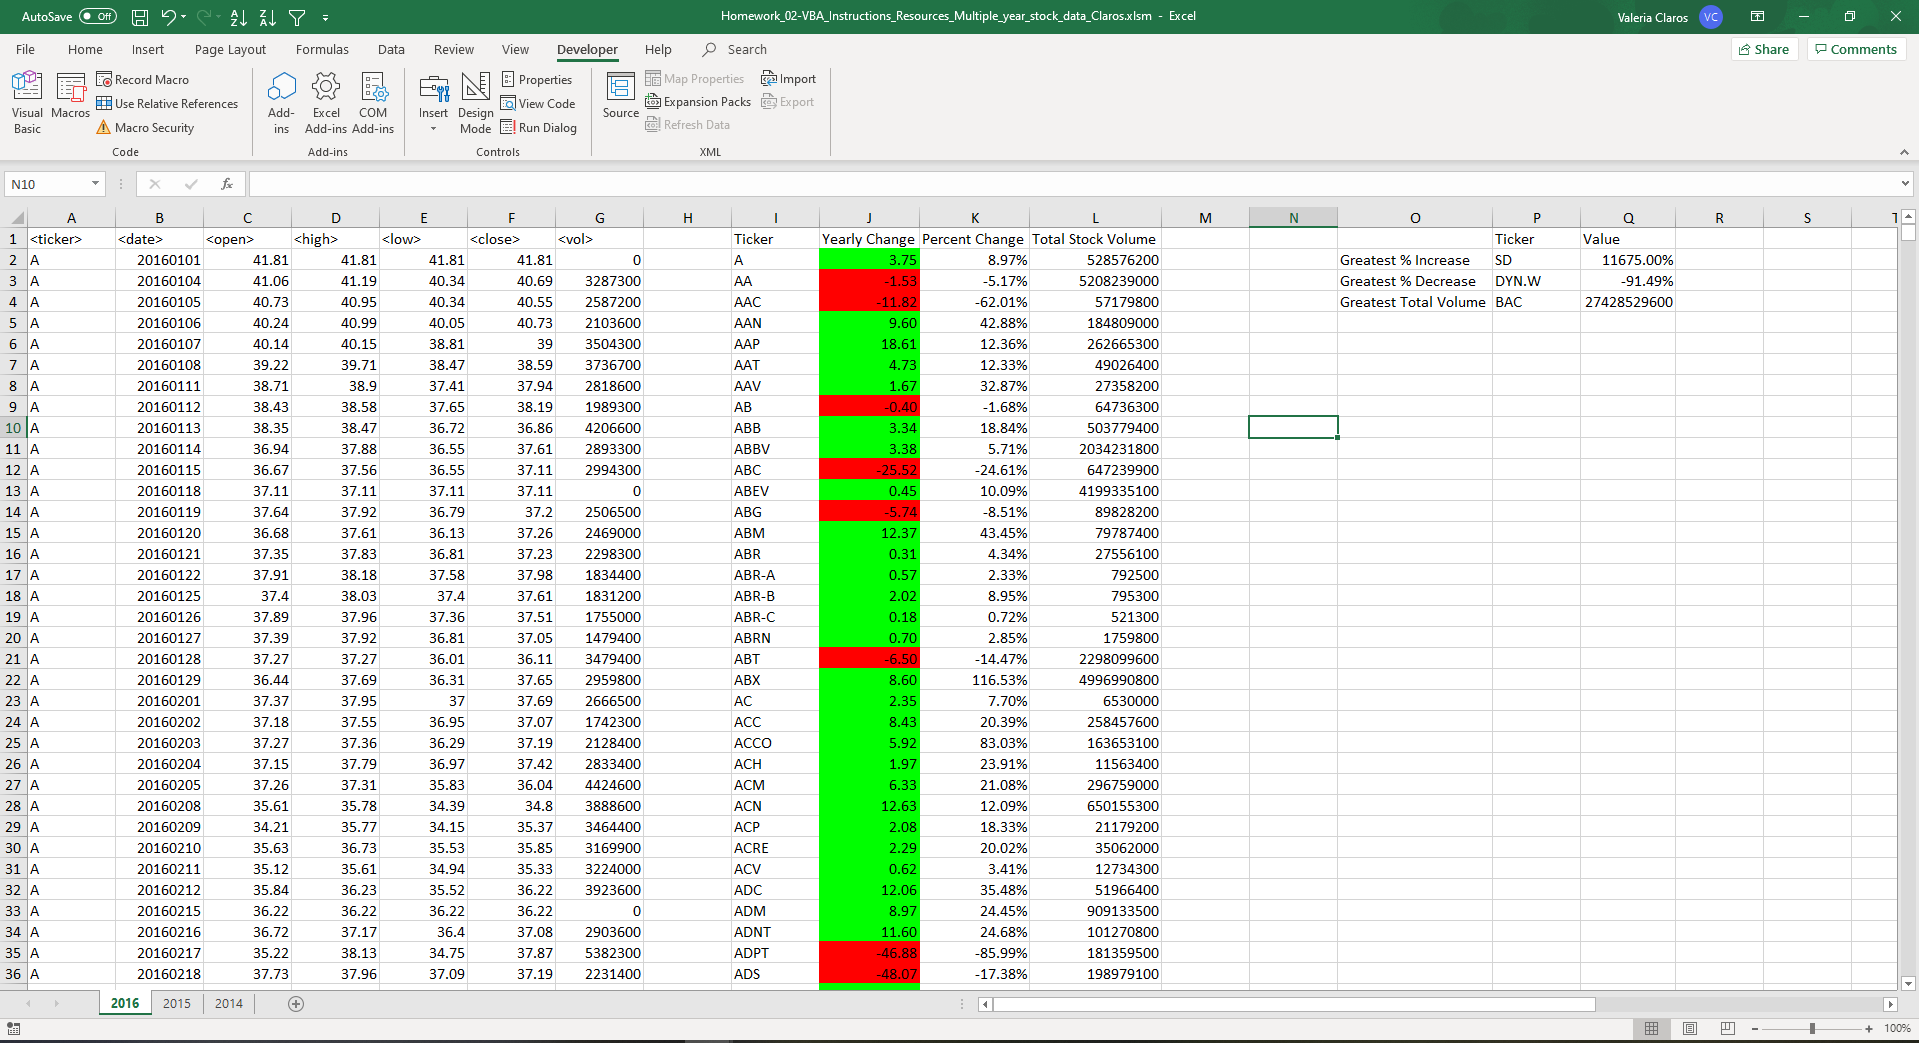 AutoSave Off Homework_02-VBA_Instructions_Resources_Multiple_year_stock_data_Claros.xlsm - Excel Valeria Claros VC
File Home Insert Page Layout Formulas Data Review View Developer Help Search Share Comments
Visual Basic
Macros
Record Macro
Use Relative References
Macro Security
Code
Add-ins
Excel Add-ins
COM Add-ins
Add-ins
Insert
Design Mode
Properties
View Code
Run Dialog
Controls
Source
Map Properties
Expansion Packs
Refresh Data
Import
Export
XML
N10 fx
A B C D E F G H I J K L M N O P Q R S T
1 <ticker> <date> <open> <high> <low> <close> <vol> Ticker Yearly Change Percent Change Total Stock Volume Ticker Value
2 A 20160101 41.81 41.81 41.81 41.81 0 A 3.75 8.97% 528576200 Greatest % Increase SD 11675.00%
3 A 20160104 41.06 41.19 40.34 40.69 3287300 AA -1.53 -5.17% 5208239000 Greatest % Decrease DYN.W -91.49%
4 A 20160105 40.73 40.95 40.34 40.55 2587200 AAC -11.82 -62.01% 57179800 Greatest Total Volume BAC 27428529600
5 A 20160106 40.24 40.99 40.05 40.73 2103600 AAN 9.60 42.88% 184809000
6 A 20160107 40.14 40.15 38.81 39 3504300 AAP 18.61 12.36% 262665300
7 A 20160108 39.22 39.71 38.47 38.59 3736700 AAT 4.73 12.33% 49026400
8 A 20160111 38.71 38.9 37.41 37.94 2818600 AAV 1.67 32.87% 27358200
9 A 20160112 38.43 38.58 37.65 38.19 1989300 AB -0.40 -1.68% 64736300
10 A 20160113 38.35 38.47 36.72 36.86 4206600 ABB 3.34 18.84% 503779400
11 A 20160114 36.94 37.88 36.55 37.61 2893300 ABBV 3.38 5.71% 2034231800
12 A 20160115 36.67 37.56 36.55 37.11 2994300 ABC -25.52 -24.61% 647239900
13 A 20160118 37.11 37.11 37.11 37.11 0 ABEV 0.45 10.09% 4199335100
14 A 20160119 37.64 37.92 36.79 37.2 2506500 ABG -5.74 -8.51% 89828200
15 A 20160120 36.68 37.61 36.13 37.26 2469000 ABM 12.37 43.45% 79787400
16 A 20160121 37.35 37.83 36.81 37.23 2298300 ABR 0.31 4.34% 27556100
17 A 20160122 37.91 38.18 37.58 37.98 1834400 ABR-A 0.57 2.33% 792500
18 A 20160125 37.4 38.03 37.4 37.61 1831200 ABR-B 2.02 8.95% 795300
19 A 20160126 37.89 37.96 37.36 37.51 1755000 ABR-C 0.18 0.72% 521300
20 A 20160127 37.39 37.92 36.81 37.05 1479400 ABRN 0.70 2.85% 1759800
21 A 20160128 37.27 37.27 36.01 36.11 3479400 ABT -6.50 -14.47% 2298099600
22 A 20160129 36.44 37.69 36.31 37.65 2959800 ABX 8.60 116.53% 4996990800
23 A 20160201 37.37 37.95 37 37.69 2666500 AC 2.35 7.70% 6530000
24 A 20160202 37.18 37.55 36.95 37.07 1742300 ACC 8.43 20.39% 258457600
25 A 20160203 37.27 37.36 36.29 37.19 2128400 ACCO 5.92 83.03% 163653100
26 A 20160204 37.15 37.79 36.97 37.42 2833400 ACH 1.97 23.91% 11563400
27 A 20160205 37.26 37.31 35.83 36.04 4424600 ACM 6.33 21.08% 296759000
28 A 20160208 35.61 35.78 34.39 34.8 3888600 ACN 12.63 12.09% 650155300
29 A 20160209 34.21 35.77 34.15 35.37 3464400 ACP 2.08 18.33% 21179200
30 A 20160210 35.63 36.73 35.53 35.85 3169900 ACRE 2.29 20.02% 35062000
31 A 20160211 35.12 35.61 34.94 35.33 3224000 ACV 0.62 3.41% 12734300
32 A 20160212 35.84 36.23 35.52 36.22 3923600 ADC 12.06 35.48% 51966400
33 A 20160215 36.22 36.22 36.22 36.22 0 ADM 8.97 24.45% 909133500
34 A 20160216 36.72 37.17 36.4 37.08 2903600 ADNT 11.60 24.68% 101270800
35 A 20160217 35.22 38.13 34.75 37.87 5382300 ADPT -46.88 -85.99% 181359500
36 A 20160218 37.73 37.96 37.09 37.19 2231400 ADS -48.07 -17.38% 198979100
2016 2015 2014
100%